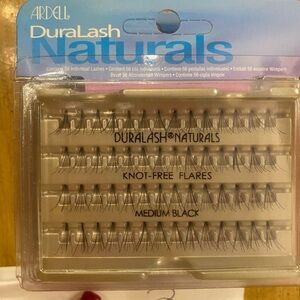 ARDELL
DuraLash
Naturals
DURALASH® NATURALS
KNOT-FREE FLARES
MEDIUM BLACK